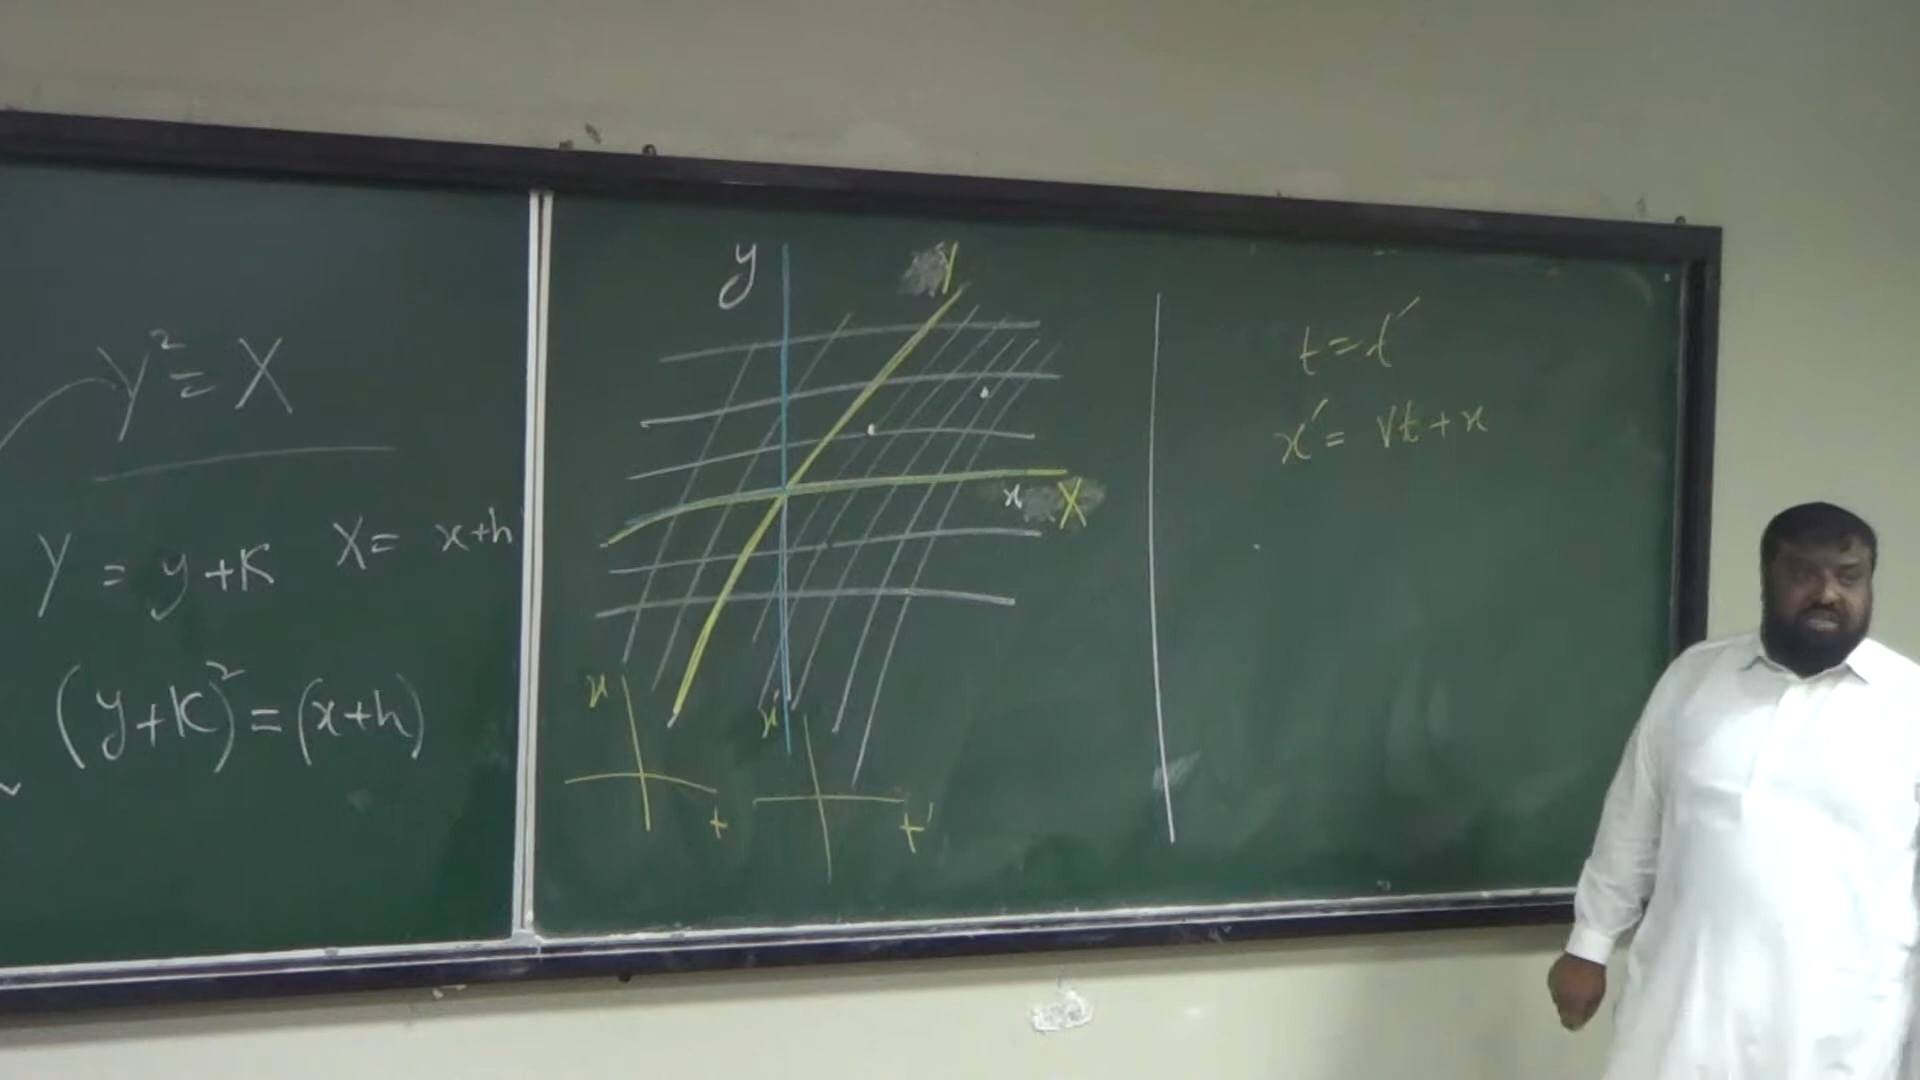 Y² = X
Y = y+K X = x+h
(y+K)² = (x+h)
y Y
x X
x x'
t t'
t = t'
x' = Vt + x